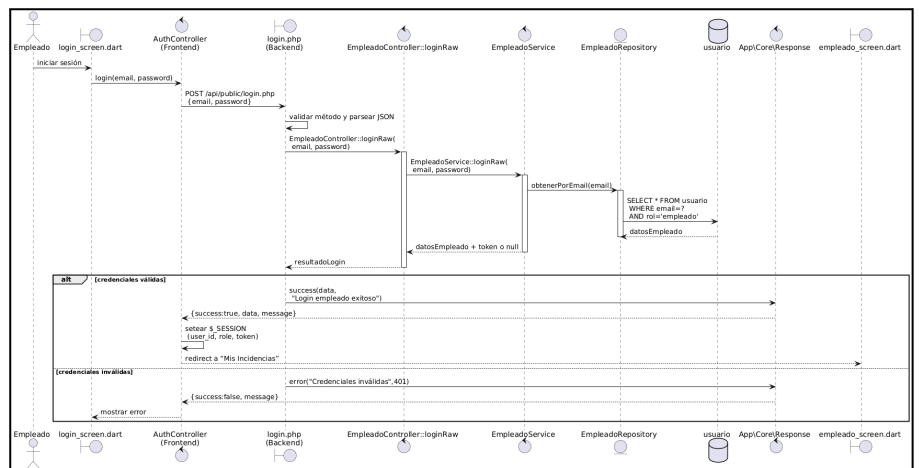 Empleado
login_screen.dart
AuthController
(Frontend)
login.php
(Backend)
EmpleadoController::loginRaw
EmpleadoService
EmpleadoRepository
usuario
App\Core\Response
empleado_screen.dart
iniciar sesión
login(email, password)
POST /api/public/login.php
{email, password}
validar método y parsear JSON
EmpleadoController::loginRaw(
email, password)
EmpleadoService::loginRaw(
email, password)
obtenerPorEmail(email)
SELECT * FROM usuario
WHERE email=?
AND rol='empleado'
datosEmpleado
datosEmpleado + token o null
resultadoLogin
alt
[credenciales válidas]
success(data,
"Login empleado exitoso")
{success:true, data, message}
setear $_SESSION
(user_id, role, token)
redirect a “Mis Incidencias”
[credenciales inválidas]
error("Credenciales inválidas",401)
{success:false, message}
mostrar error
Empleado
login_screen.dart
AuthController
(Frontend)
login.php
(Backend)
EmpleadoController::loginRaw
EmpleadoService
EmpleadoRepository
usuario
App\Core\Response
empleado_screen.dart